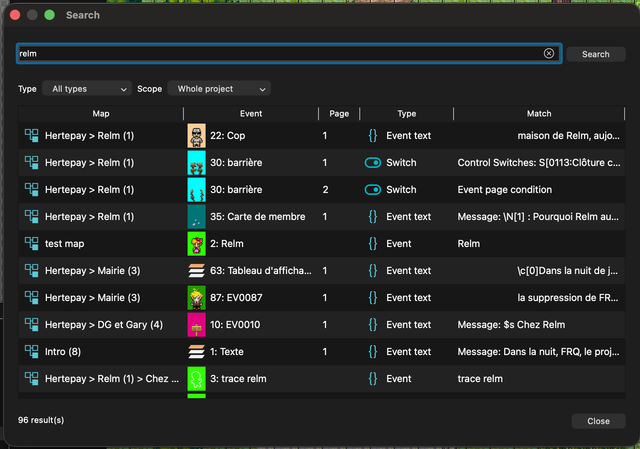 Search
relm
Search
Type All types Scope Whole project
Map Event Page Type Match
Hertepay > Relm (1) 22: Cop 1 {} Event text maison de Relm, aujo...
Hertepay > Relm (1) 30: barrière 1 Switch Control Switches: S[0113:Clôture c...
Hertepay > Relm (1) 30: barrière 2 Switch Event page condition
Hertepay > Relm (1) 35: Carte de membre 1 {} Event text Message: \N[1] : Pourquoi Relm au...
test map 2: Relm {} Event Relm
Hertepay > Mairie (3) 63: Tableau d'afficha... 1 {} Event text \c[0]Dans la nuit de j...
Hertepay > Mairie (3) 87: EV0087 1 {} Event text la suppression de FR...
Hertepay > DG et Gary (4) 10: EV0010 1 {} Event text Message: $s Chez Relm
Intro (8) 1: Texte 1 {} Event text Message: Dans la nuit, FRQ, le proj...
Hertepay > Relm (1) > Chez ... 3: trace relm {} Event trace relm
96 result(s)
Close